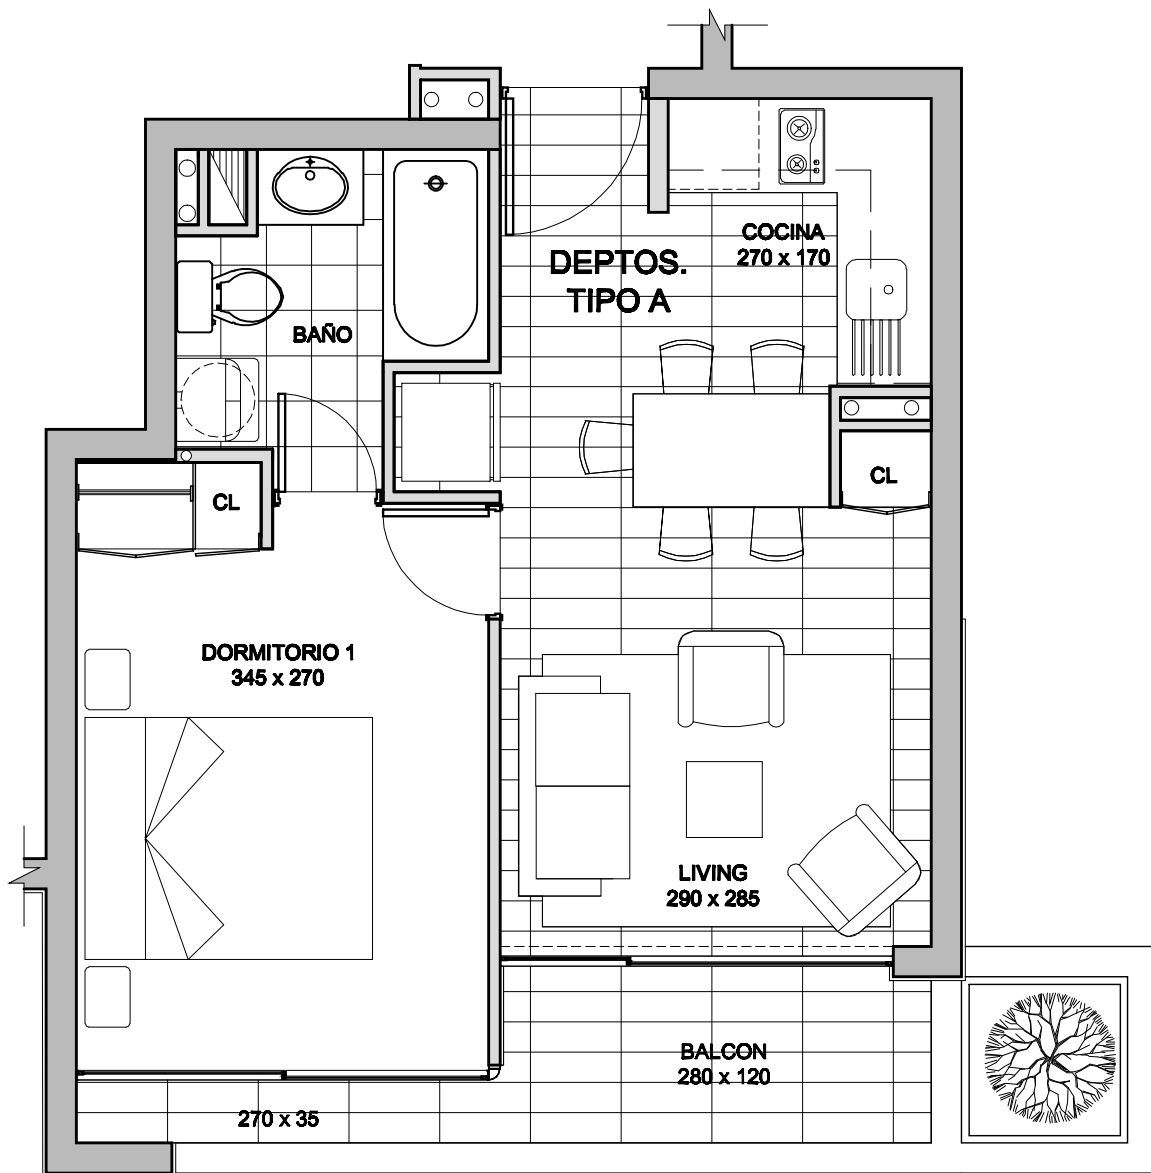 COCINA
270 x 170
DEPTOS.
TIPO A
BAÑO
CL
CL
DORMITORIO 1
345 x 270
LIVING
290 x 285
BALCON
280 x 120
270 x 35